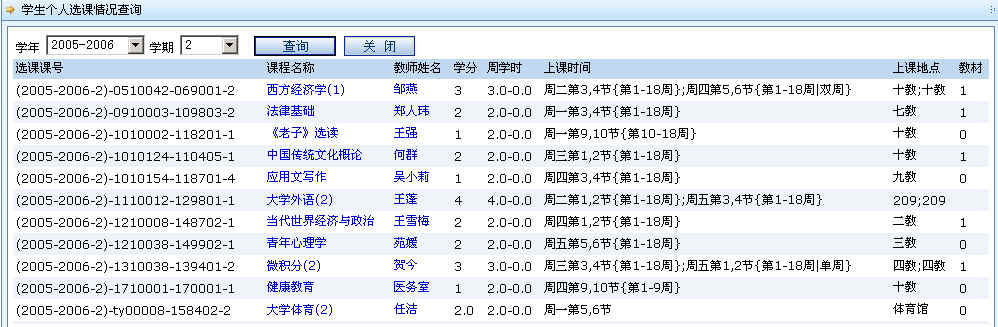 学生个人选课情况查询
学年 2005-2006 学期 2 查询 关 闭
选课课号 课程名称 教师姓名 学分 周学时 上课时间 上课地点 教材
(2005-2006-2)-0510042-069001-2 西方经济学(1) 邹燕 3 3.0-0.0 周二第3,4节{第1-18周};周四第5,6节{第1-18周|双周} 十教;十教 1
(2005-2006-2)-0910003-109803-2 法律基础 郑人玮 2 2.0-0.0 周一第3,4节{第1-18周} 七教 1
(2005-2006-2)-1010002-118201-1 《老子》选读 王强 1 2.0-0.0 周一第9,10节{第10-18周} 十教 0
(2005-2006-2)-1010124-110405-1 中国传统文化概论 何群 2 2.0-0.0 周三第1,2节{第1-18周} 十教 1
(2005-2006-2)-1010154-118701-4 应用文写作 吴小莉 1 2.0-0.0 周四第3,4节{第1-18周} 九教 0
(2005-2006-2)-1110012-129801-1 大学外语(2) 王蓬 4 4.0-0.0 周二第1,2节{第1-18周};周五第3,4节{第1-18周} 209;209
(2005-2006-2)-1210008-148702-1 当代世界经济与政治 王雪梅 2 2.0-0.0 周四第1,2节{第1-18周} 二教 1
(2005-2006-2)-1210038-149902-1 青年心理学 苑媛 2 2.0-0.0 周五第5,6节{第1-18周} 三教 0
(2005-2006-2)-1310038-139401-2 微积分(2) 贺今 3 3.0-0.0 周三第3,4节{第1-18周};周五第1,2节{第1-18周|单周} 四教;四教 1
(2005-2006-2)-1710001-170001-1 健康教育 医务室 1 2.0-0.0 周四第9,10节{第1-9周} 十教 0
(2005-2006-2)-ty00008-158402-2 大学体育(2) 任洁 2.0 2.0-0.0 周一第5,6节 体育馆 0